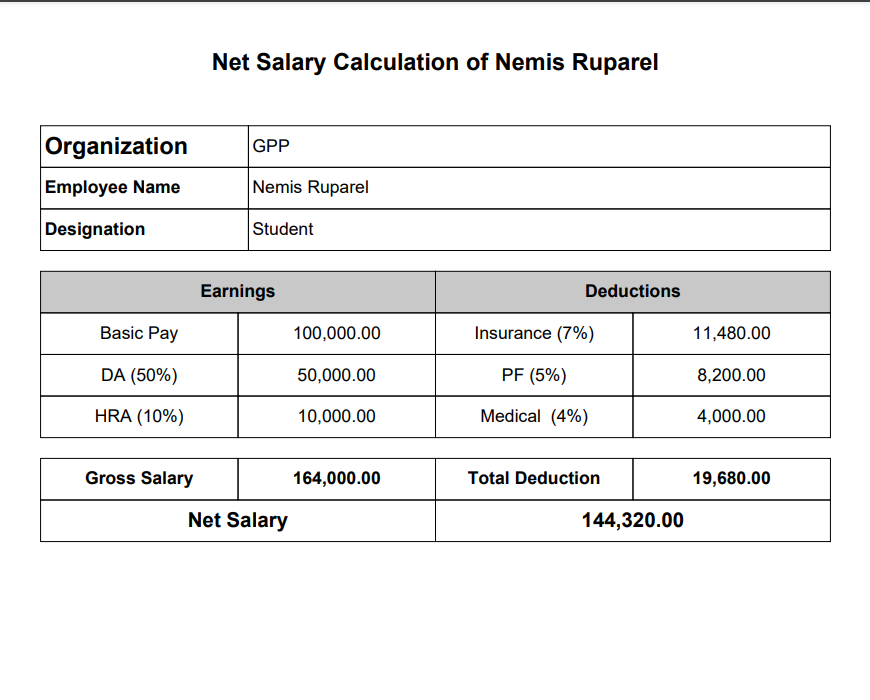 Net Salary Calculation of Nemis Ruparel
Organization GPP
Employee Name Nemis Ruparel
Designation Student
Earnings Deductions
Basic Pay 100,000.00 Insurance (7%) 11,480.00
DA (50%) 50,000.00 PF (5%) 8,200.00
HRA (10%) 10,000.00 Medical (4%) 4,000.00
Gross Salary 164,000.00 Total Deduction 19,680.00
Net Salary 144,320.00